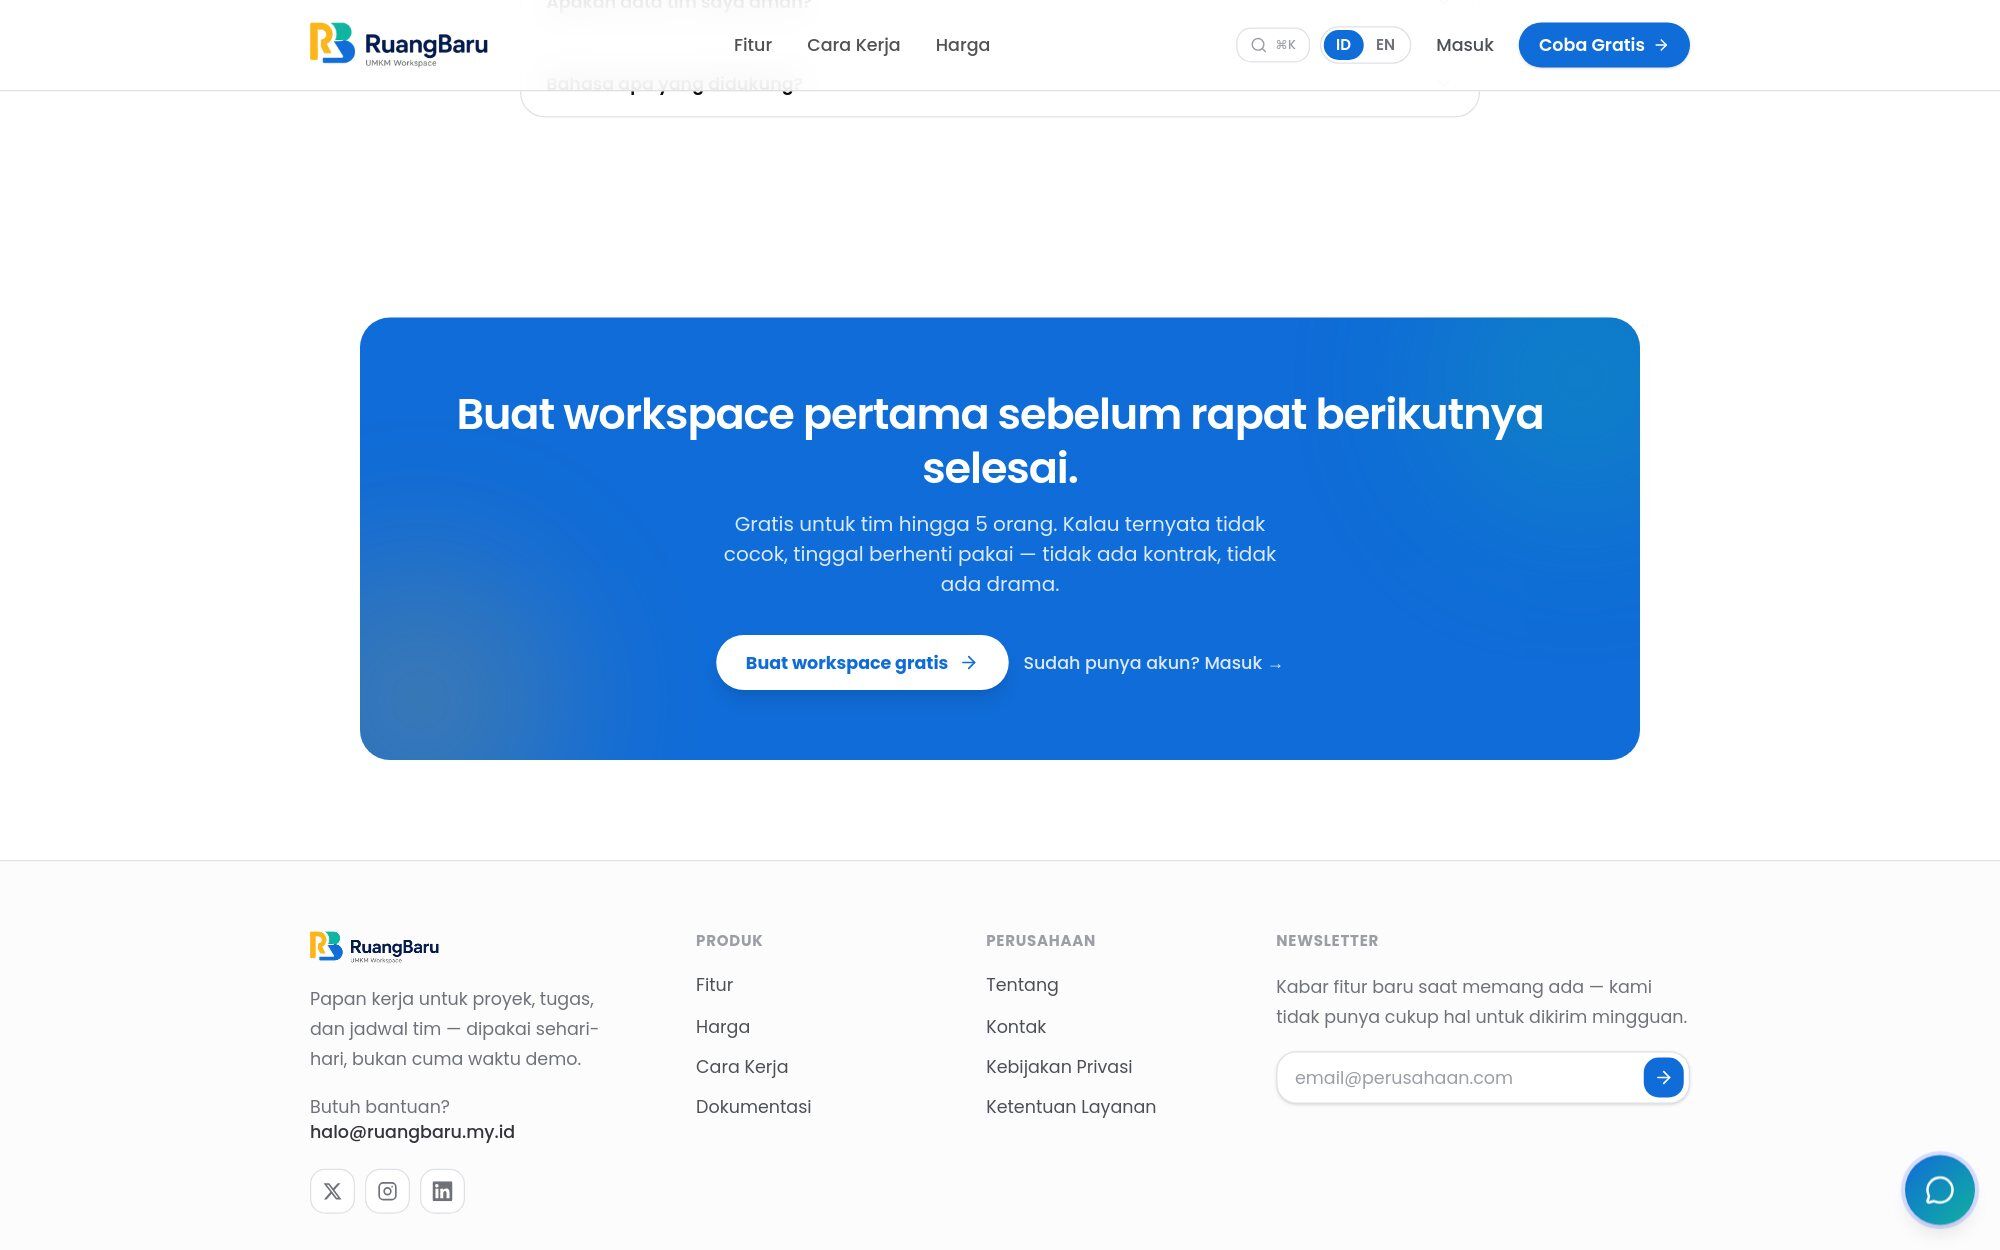 Apakah data tim saya aman?
RuangBaru
UMKM Workspace
Fitur
Cara Kerja
Harga
⌘K
ID
EN
Masuk
Coba Gratis →
Bahasa apa yang didukung?
Buat workspace pertama sebelum rapat berikutnya
selesai.
Gratis untuk tim hingga 5 orang. Kalau ternyata tidak
cocok, tinggal berhenti pakai — tidak ada kontrak, tidak
ada drama.
Buat workspace gratis →
Sudah punya akun? Masuk →
RuangBaru
UMKM Workspace
Papan kerja untuk proyek, tugas,
dan jadwal tim — dipakai sehari-
hari, bukan cuma waktu demo.
Butuh bantuan?
halo@ruangbaru.my.id
PRODUK
Fitur
Harga
Cara Kerja
Dokumentasi
PERUSAHAAN
Tentang
Kontak
Kebijakan Privasi
Ketentuan Layanan
NEWSLETTER
Kabar fitur baru saat memang ada — kami
tidak punya cukup hal untuk dikirim mingguan.
email@perusahaan.com